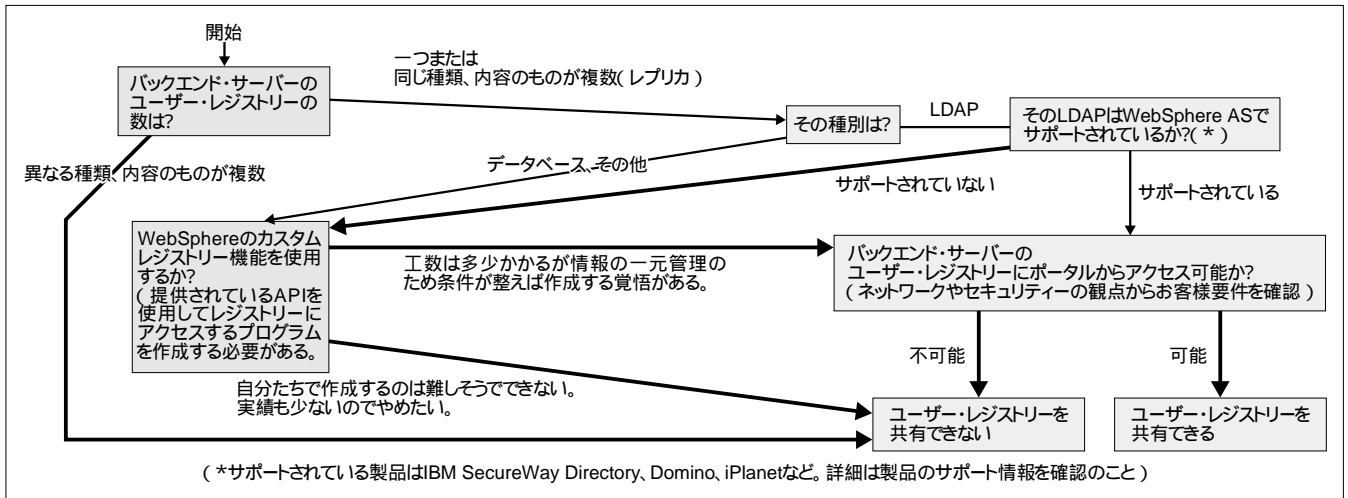 開始
バックエンド・サーバーの
ユーザー・レジストリーの
数は?
一つまたは
同じ種類、内容のものが複数(レプリカ)
その種別は?
LDAP
そのLDAPはWebSphere ASで
サポートされているか?(*)
異なる種類、内容のものが複数
データベース、その他
サポートされていない
サポートされている
WebSphereのカスタム
レジストリー機能を使用
するか?
(提供されているAPIを
使用してレジストリーに
アクセスするプログラム
を作成する必要がある。
工数は多少かかるが情報の一元管理の
ため条件が整えば作成する覚悟がある。
バックエンド・サーバーの
ユーザー・レジストリーにポータルからアクセス可能か?
(ネットワークやセキュリティーの観点からお客様要件を確認)
不可能
可能
自分たちで作成するのは難しそうでできない。
実績も少ないのでやめたい。
ユーザー・レジストリーを
共有できない
ユーザー・レジストリーを
共有できる
(*サポートされている製品はIBM SecureWay Directory、Domino、iPlanetなど。詳細は製品のサポート情報を確認のこと)